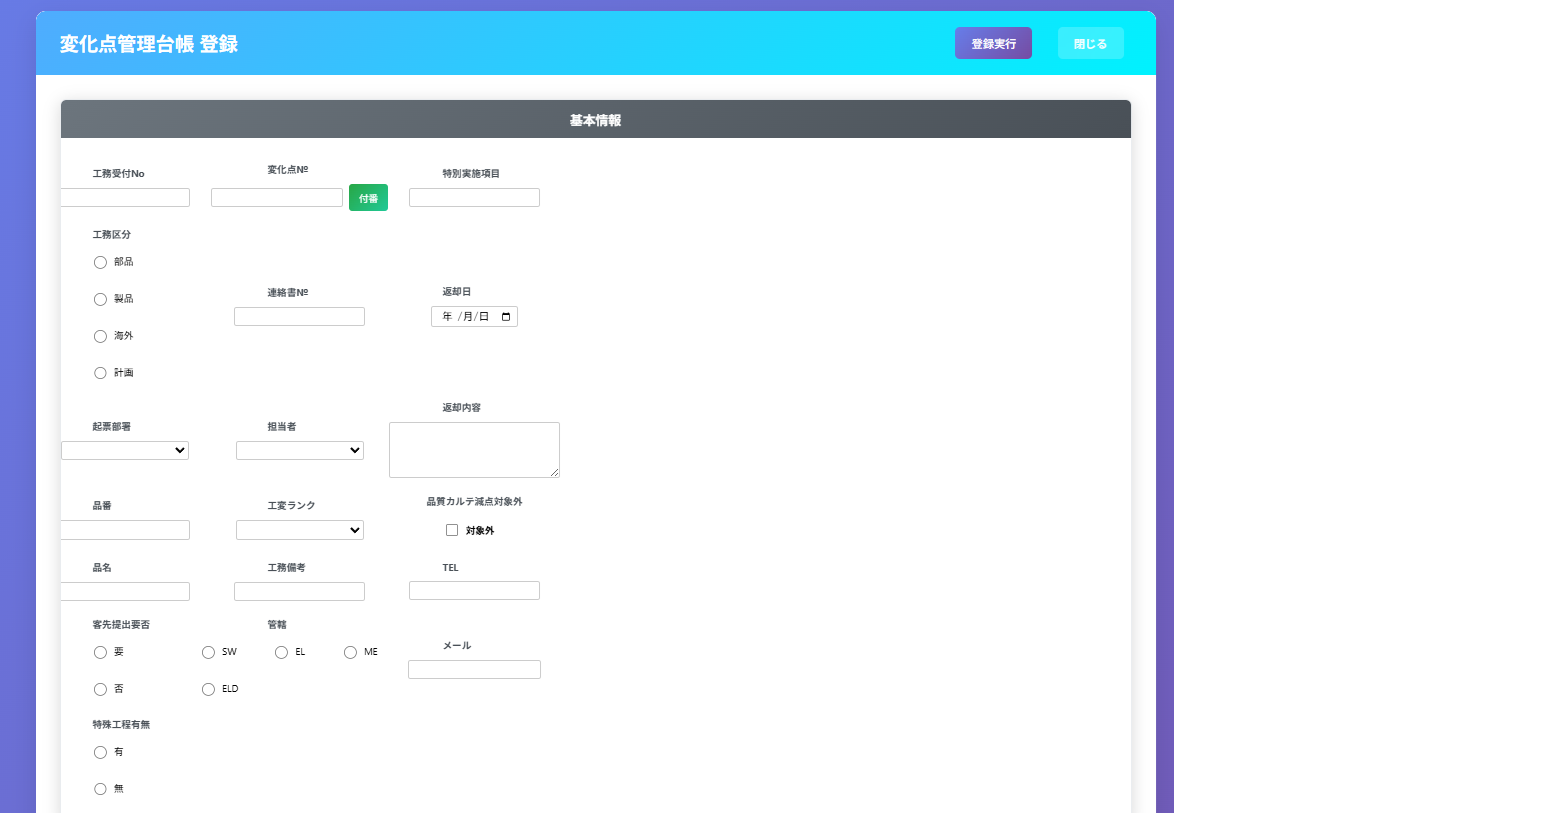 変化点管理台帳 登録
登録実行
閉じる
基本情報
工務受付No
変化点№
特別実施項目
付番
工務区分
部品
製品
海外
計画
連絡書№
返却日
年 /月/日
起票部署
担当者
返却内容
品番
工変ランク
品質カルテ減点対象外
対象外
品名
工務備考
TEL
客先提出要否
要
否
管轄
SW
EL
ME
ELD
メール
特殊工程有無
有
無